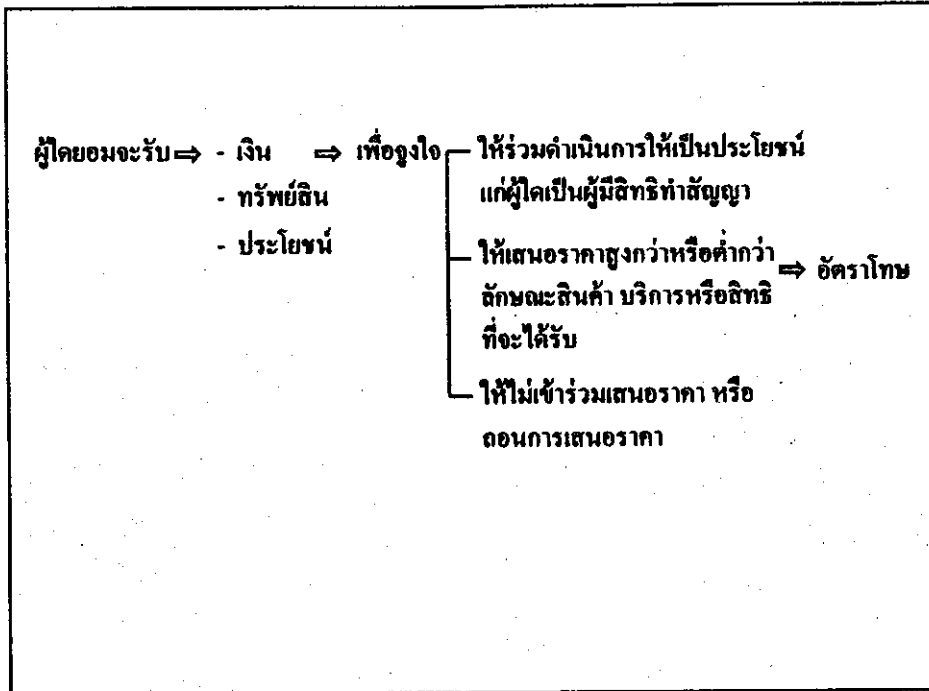 ผู้ใดยอมจะรับ ⇒ - เงิน ⇒ เพื่อจูงใจ
- ทรัพย์สิน
- ประโยชน์
ให้ร่วมดำเนินการให้เป็นประโยชน์
แก่ผู้ใดเป็นผู้มีสิทธิทำสัญญา
ให้เสนอราคาสูงกว่าหรือต่ำกว่า
ลักษณะสินค้า บริการหรือสิทธิ
ที่จะได้รับ
⇒ อัตราโทษ
ให้ไม่เข้าร่วมเสนอราคา หรือ
ถอนการเสนอราคา